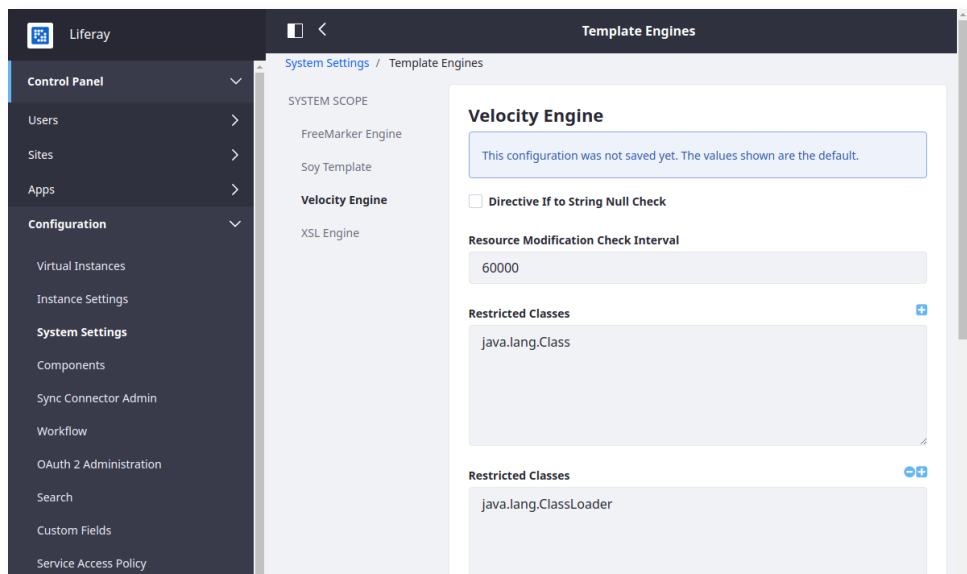 Liferay
Control Panel
Users
Sites
Apps
Configuration
Virtual Instances
Instance Settings
System Settings
Components
Sync Connector Admin
Workflow
OAuth 2 Administration
Search
Custom Fields
Service Access Policy
Template Engines
System Settings / Template Engines
SYSTEM SCOPE
FreeMarker Engine
Soy Template
Velocity Engine
XSL Engine
Velocity Engine
This configuration was not saved yet. The values shown are the default.
Directive If to String Null Check
Resource Modification Check Interval
60000
Restricted Classes
java.lang.Class
Restricted Classes
java.lang.ClassLoader